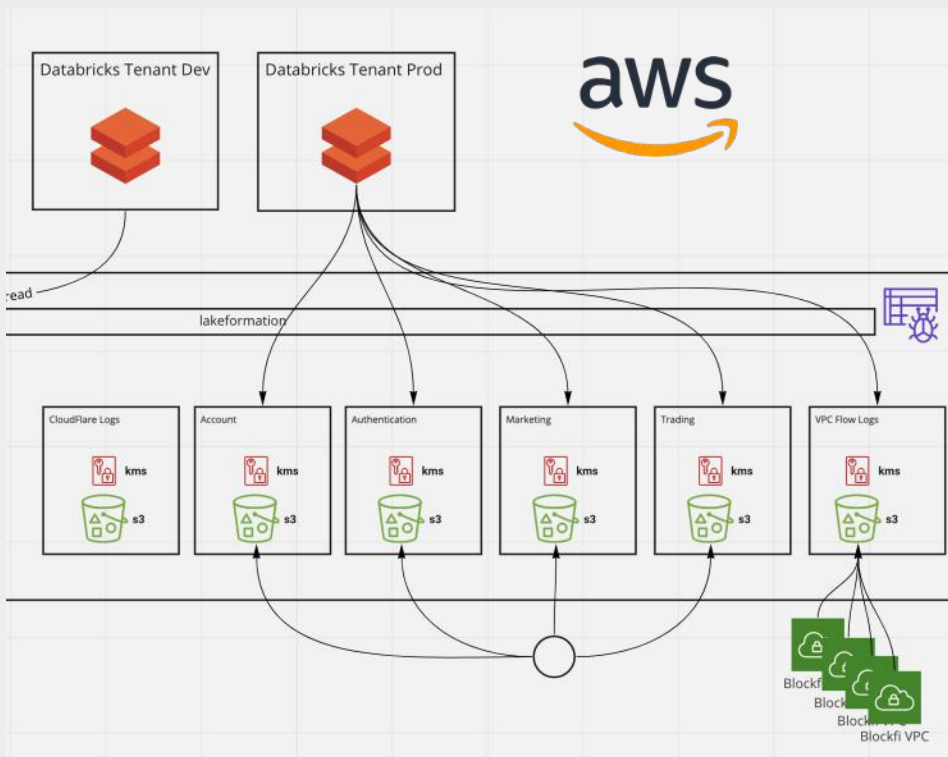 Databricks Tenant Dev
Databricks Tenant Prod
aws
read
lakeformation
CloudFlare Logs
Account
Authentication
Marketing
Trading
VPC Flow Logs
kms
kms
kms
kms
kms
kms
s3
s3
s3
s3
s3
s3
Blockfi VPC